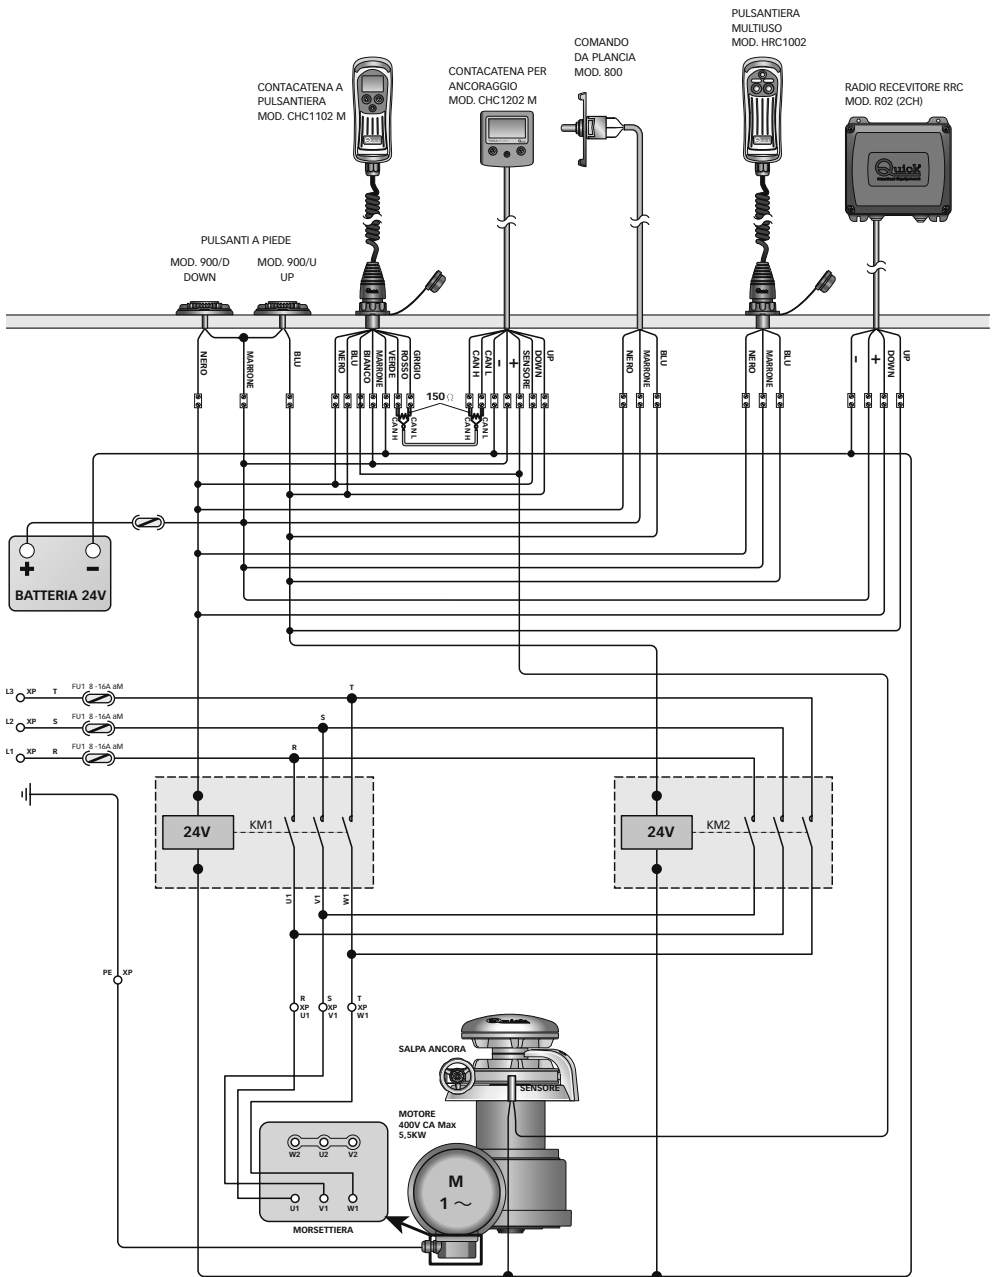 PULSANTIERA
MULTIUSO
MOD. HRC1002
COMANDO
DA PLANCIA
MOD. 800
CONTACATENA PER
ANCORAGGIO
MOD. CHC1202 M
CONTACATENA A
PULSANTIERA
MOD. CHC1102 M
RADIO RECEVITORE RRC
MOD. R02 (2CH)
Quick
Nautical Equipment
PULSANTI A PIEDE
MOD. 900/D
DOWN
MOD. 900/U
UP
NERO
MARRONE
BLU
NERO
BLU
BIANCO
MARRONE
VERDE
ROSSO
GRIGIO
CAN H
CAN L
-
+
SENSORE
DOWN
UP
NERO
MARRONE
BLU
NERO
MARRONE
BLU
-
+
DOWN
UP
150 Ω
CAN H
CAN L
CAN H
CAN L
+ -
BATTERIA 24V
L3 XP T FU1 8 -16A aM
T
L2 XP S FU1 8 -16A aM
S
L1 XP R FU1 8 -16A aM
R
24V
KM1
24V
KM2
U1
V1
W1
PE XP
R
XP
U1
S
XP
V1
T
XP
W1
SALPA ANCORA
SENSORE
MOTORE
400V CA Max
5,5KW
W2 U2 V2
U1 V1 W1
MORSETTIERA
M
1 ~